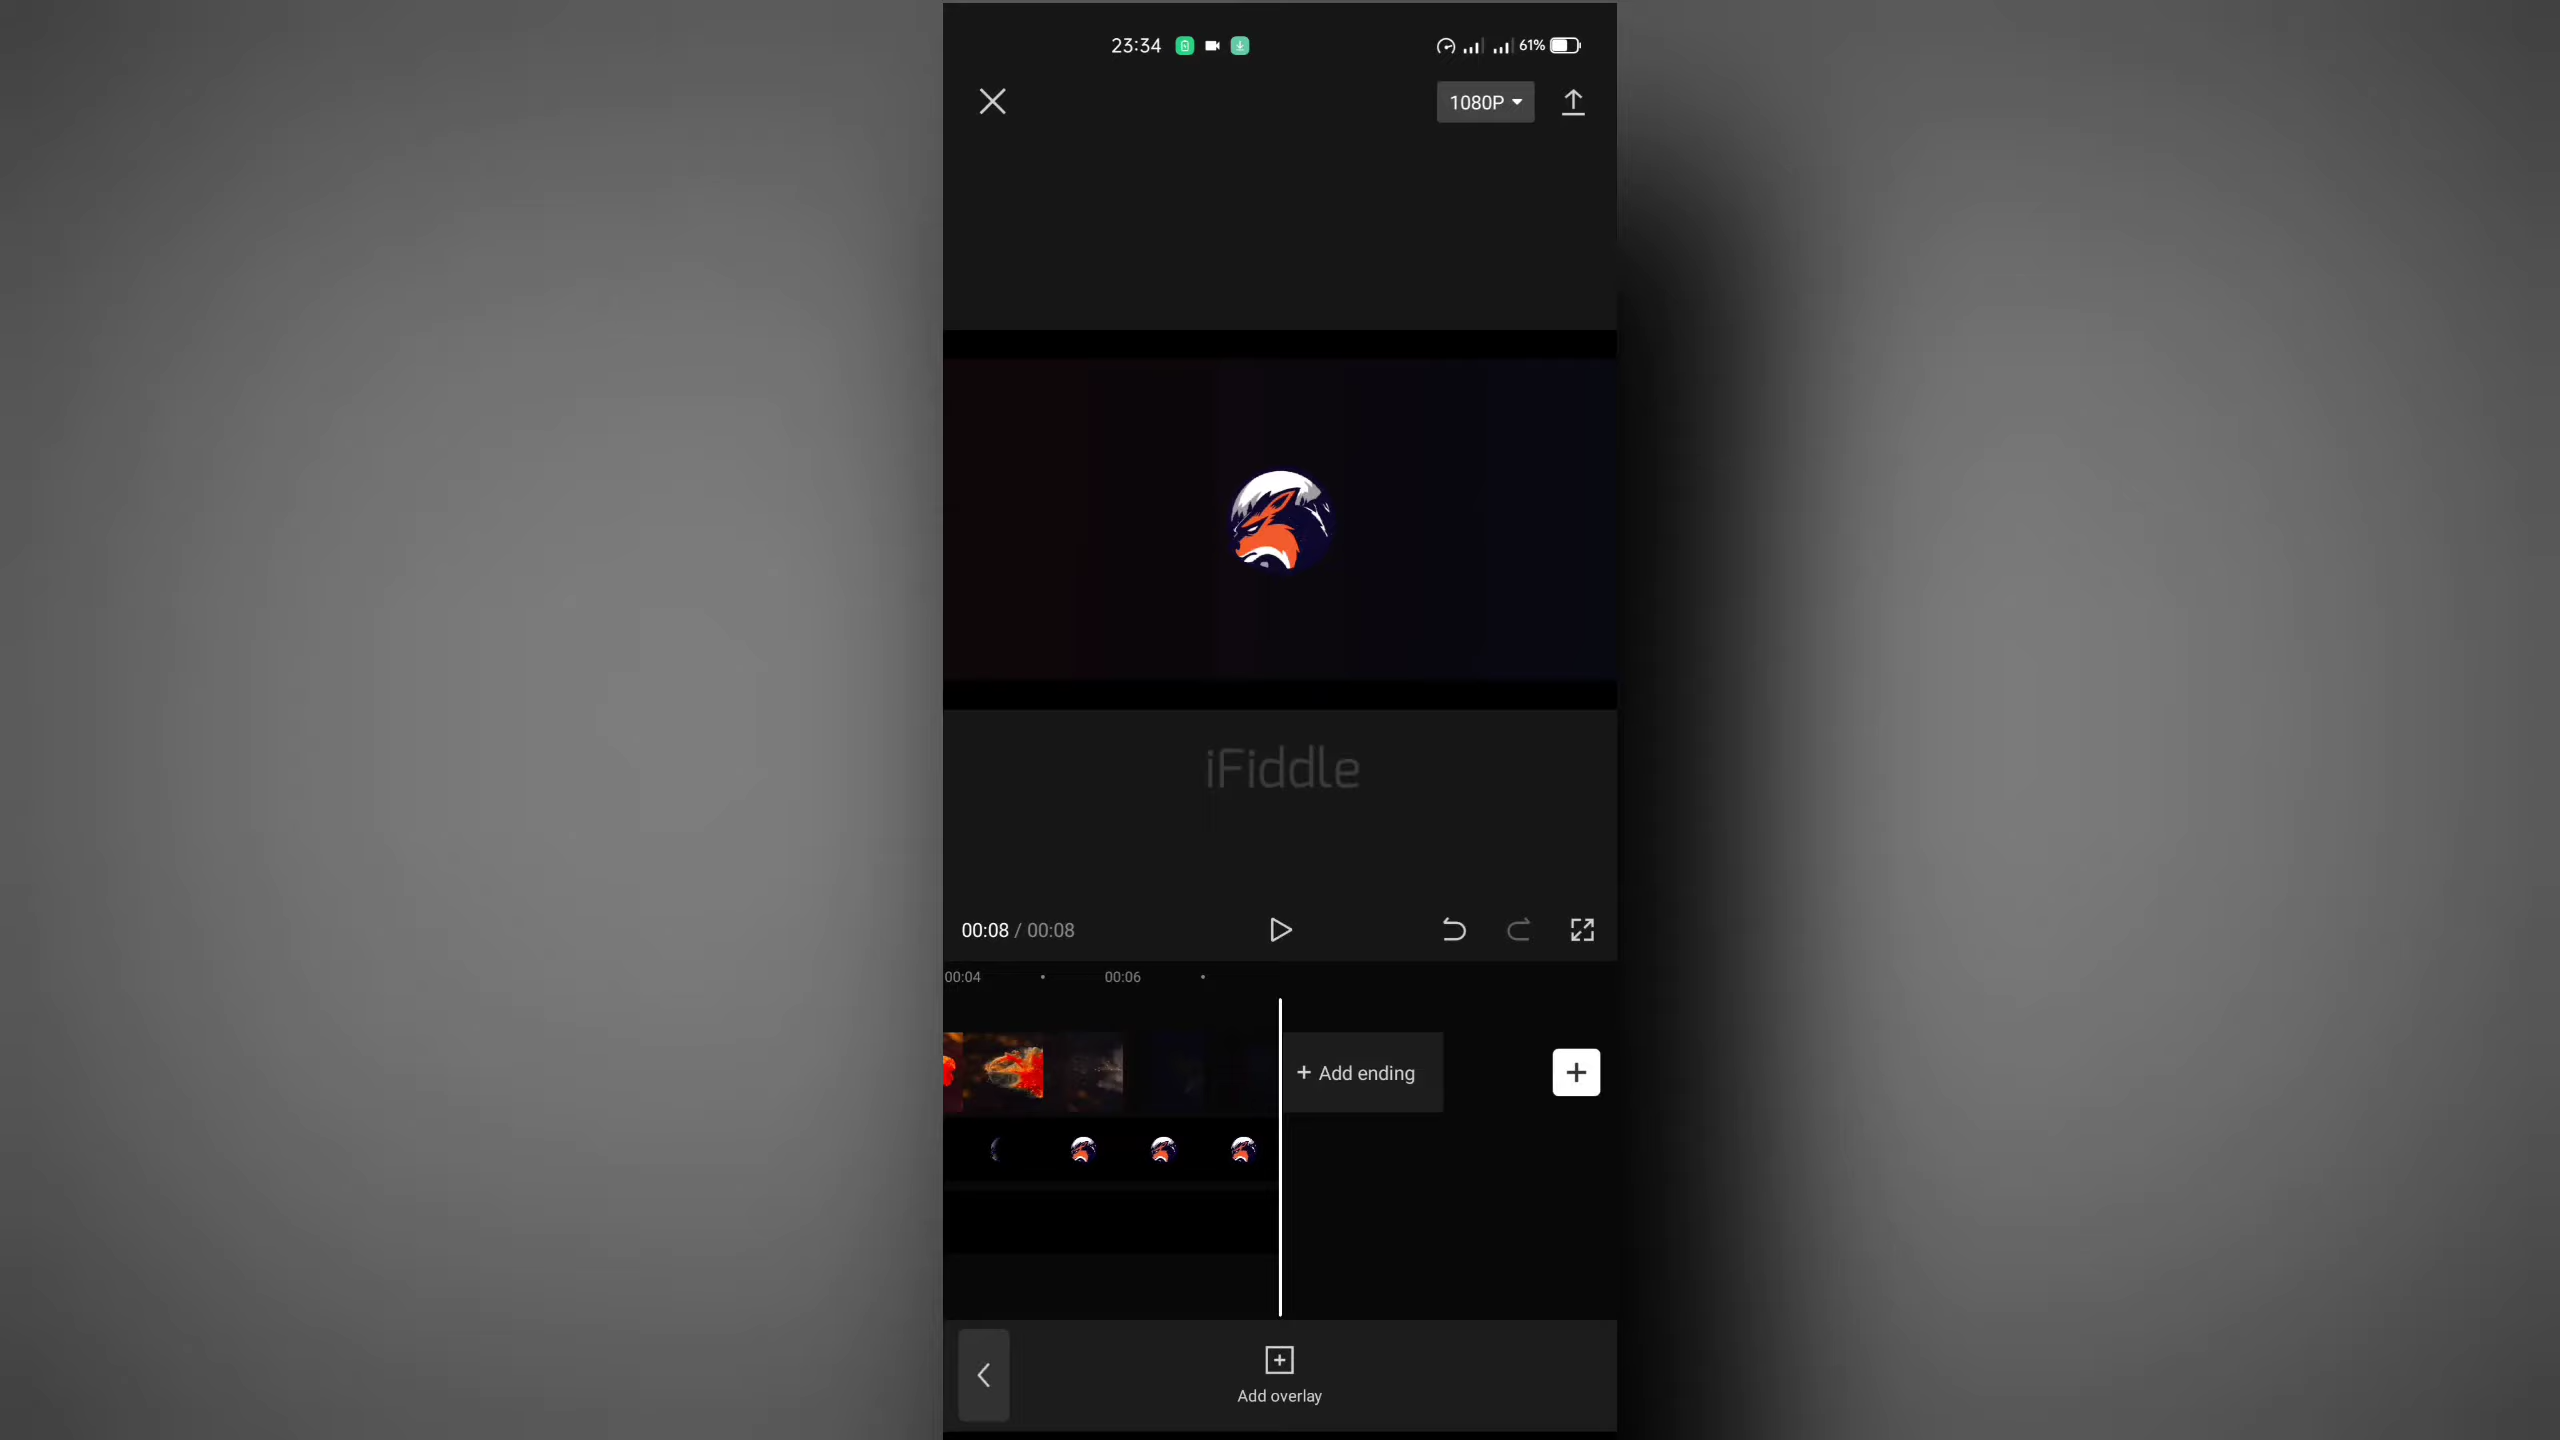 23:34
61%
1080P
iFiddle
00:08 / 00:08
00:04
00:06
+ Add ending
Add overlay